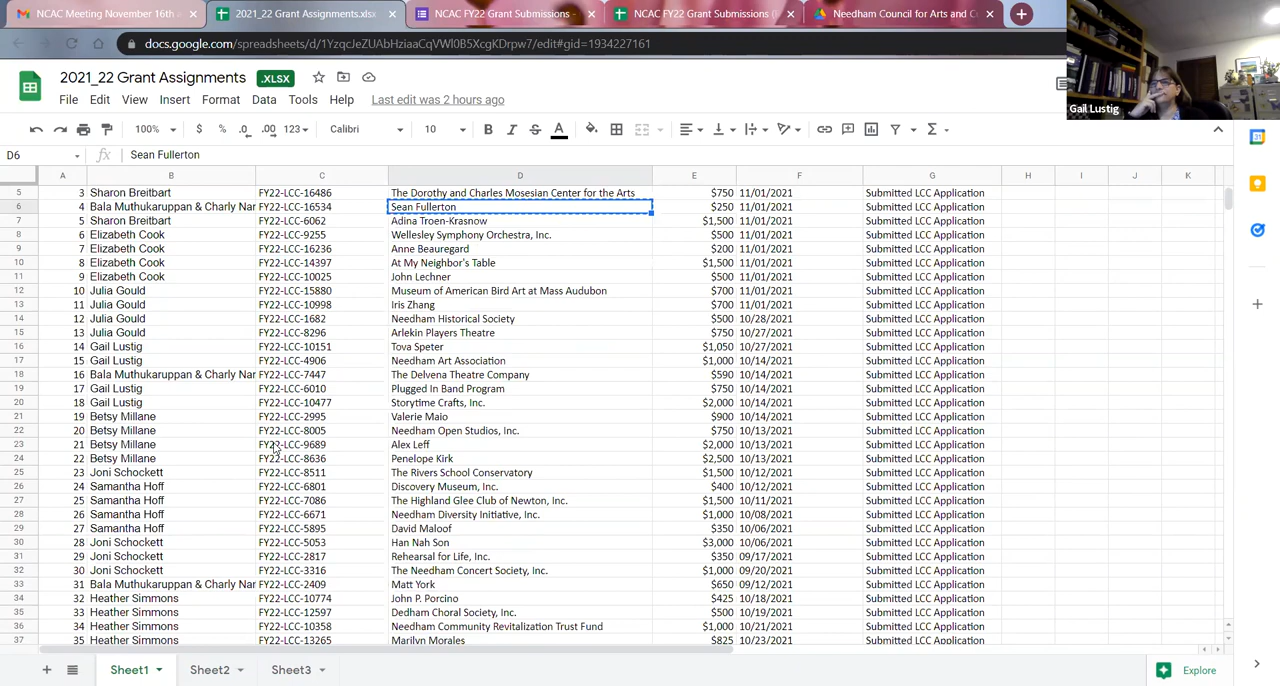 NCAC Meeting November 16th a
2021_22 Grant Assignments.xlsx
NCAC FY22 Grant Submissions -
NCAC FY22 Grant Submissions (
Needham Council for Arts and C
docs.google.com/spreadsheets/d/1YzqcJeZUAbHziaaCqVWl0B5XcgKDrpw7/edit#gid=1934227161
2021_22 Grant Assignments .XLSX
File Edit View Insert Format Data Tools Help Last edit was 2 hours ago
100% $ % .0 .00 123 Calibri 10 B I S A
D6 fx Sean Fullerton
A B C D E F G H I J K
5 3 Sharon Breitbart FY22-LCC-16486 The Dorothy and Charles Mosesian Center for the Arts $750 11/01/2021 Submitted LCC Application
6 4 Bala Muthukaruppan & Charly Nar FY22-LCC-16534 Sean Fullerton $250 11/01/2021 Submitted LCC Application
7 5 Sharon Breitbart FY22-LCC-6062 Adina Troen-Krasnow $1,500 11/01/2021 Submitted LCC Application
8 6 Elizabeth Cook FY22-LCC-9255 Wellesley Symphony Orchestra, Inc. $500 11/01/2021 Submitted LCC Application
9 7 Elizabeth Cook FY22-LCC-16236 Anne Beauregard $200 11/01/2021 Submitted LCC Application
10 8 Elizabeth Cook FY22-LCC-14397 At My Neighbor's Table $1,500 11/01/2021 Submitted LCC Application
11 9 Elizabeth Cook FY22-LCC-10025 John Lechner $500 11/01/2021 Submitted LCC Application
12 10 Julia Gould FY22-LCC-15880 Museum of American Bird Art at Mass Audubon $700 11/01/2021 Submitted LCC Application
13 11 Julia Gould FY22-LCC-10998 Iris Zhang $700 11/01/2021 Submitted LCC Application
14 12 Julia Gould FY22-LCC-1682 Needham Historical Society $500 10/28/2021 Submitted LCC Application
15 13 Julia Gould FY22-LCC-8296 Arlekin Players Theatre $750 10/27/2021 Submitted LCC Application
16 14 Gail Lustig FY22-LCC-10151 Tova Speter $1,050 10/27/2021 Submitted LCC Application
17 15 Gail Lustig FY22-LCC-4906 Needham Art Association $1,000 10/14/2021 Submitted LCC Application
18 16 Bala Muthukaruppan & Charly Nar FY22-LCC-7447 The Delvena Theatre Company $590 10/14/2021 Submitted LCC Application
19 17 Gail Lustig FY22-LCC-6010 Plugged In Band Program $750 10/14/2021 Submitted LCC Application
20 18 Gail Lustig FY22-LCC-10477 Storytime Crafts, Inc. $2,000 10/14/2021 Submitted LCC Application
21 19 Betsy Millane FY22-LCC-2995 Valerie Maio $900 10/14/2021 Submitted LCC Application
22 20 Betsy Millane FY22-LCC-8005 Needham Open Studios, Inc. $750 10/13/2021 Submitted LCC Application
23 21 Betsy Millane FY22-LCC-9689 Alex Leff $2,000 10/13/2021 Submitted LCC Application
24 22 Betsy Millane FY22-LCC-8636 Penelope Kirk $2,500 10/13/2021 Submitted LCC Application
25 23 Joni Schockett FY22-LCC-8511 The Rivers School Conservatory $1,500 10/12/2021 Submitted LCC Application
26 24 Samantha Hoff FY22-LCC-6801 Discovery Museum, Inc. $400 10/12/2021 Submitted LCC Application
27 25 Samantha Hoff FY22-LCC-7086 The Highland Glee Club of Newton, Inc. $1,500 10/11/2021 Submitted LCC Application
28 26 Samantha Hoff FY22-LCC-6671 Needham Diversity Initiative, Inc. $1,000 10/08/2021 Submitted LCC Application
29 27 Samantha Hoff FY22-LCC-5895 David Maloof $350 10/06/2021 Submitted LCC Application
30 28 Joni Schockett FY22-LCC-5053 Han Nah Son $3,000 10/06/2021 Submitted LCC Application
31 29 Joni Schockett FY22-LCC-2817 Rehearsal for Life, Inc. $350 09/17/2021 Submitted LCC Application
32 30 Joni Schockett FY22-LCC-3316 The Needham Concert Society, Inc. $1,000 09/20/2021 Submitted LCC Application
33 31 Bala Muthukaruppan & Charly Nar FY22-LCC-2409 Matt York $650 09/12/2021 Submitted LCC Application
34 32 Heather Simmons FY22-LCC-10774 John P. Porcino $425 10/18/2021 Submitted LCC Application
35 33 Heather Simmons FY22-LCC-12597 Dedham Choral Society, Inc. $500 10/19/2021 Submitted LCC Application
36 34 Heather Simmons FY22-LCC-10358 Needham Community Revitalization Trust Fund $1,000 10/21/2021 Submitted LCC Application
37 35 Heather Simmons FY22-LCC-13265 Marilyn Morales $825 10/23/2021 Submitted LCC Application
Sheet1 Sheet2 Sheet3 Explore
Gail Lustig
31